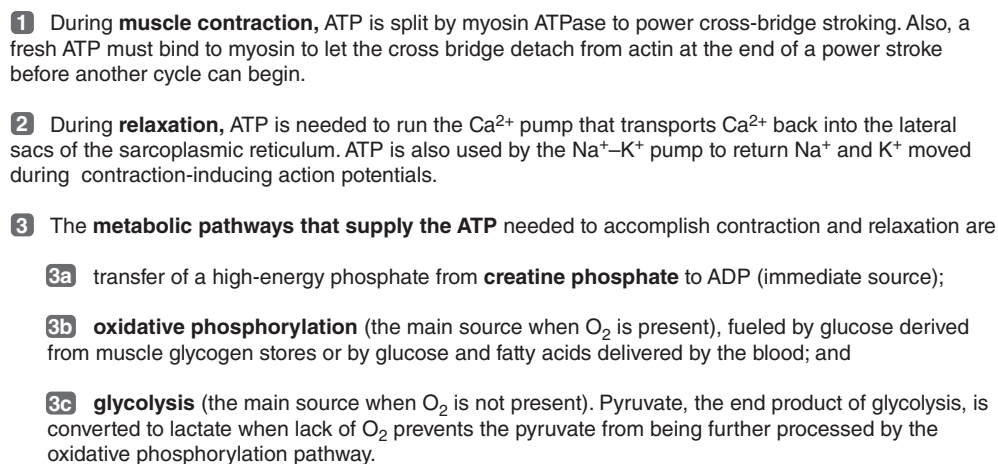 1 During muscle contraction, ATP is split by myosin ATPase to power cross-bridge stroking. Also, a
fresh ATP must bind to myosin to let the cross bridge detach from actin at the end of a power stroke
before another cycle can begin.
2 During relaxation, ATP is needed to run the Ca²⁺ pump that transports Ca²⁺ back into the lateral
sacs of the sarcoplasmic reticulum. ATP is also used by the Na⁺–K⁺ pump to return Na⁺ and K⁺ moved
during contraction-inducing action potentials.
3 The metabolic pathways that supply the ATP needed to accomplish contraction and relaxation are
3a transfer of a high-energy phosphate from creatine phosphate to ADP (immediate source);
3b oxidative phosphorylation (the main source when O₂ is present), fueled by glucose derived
from muscle glycogen stores or by glucose and fatty acids delivered by the blood; and
3c glycolysis (the main source when O₂ is not present). Pyruvate, the end product of glycolysis, is
converted to lactate when lack of O₂ prevents the pyruvate from being further processed by the
oxidative phosphorylation pathway.